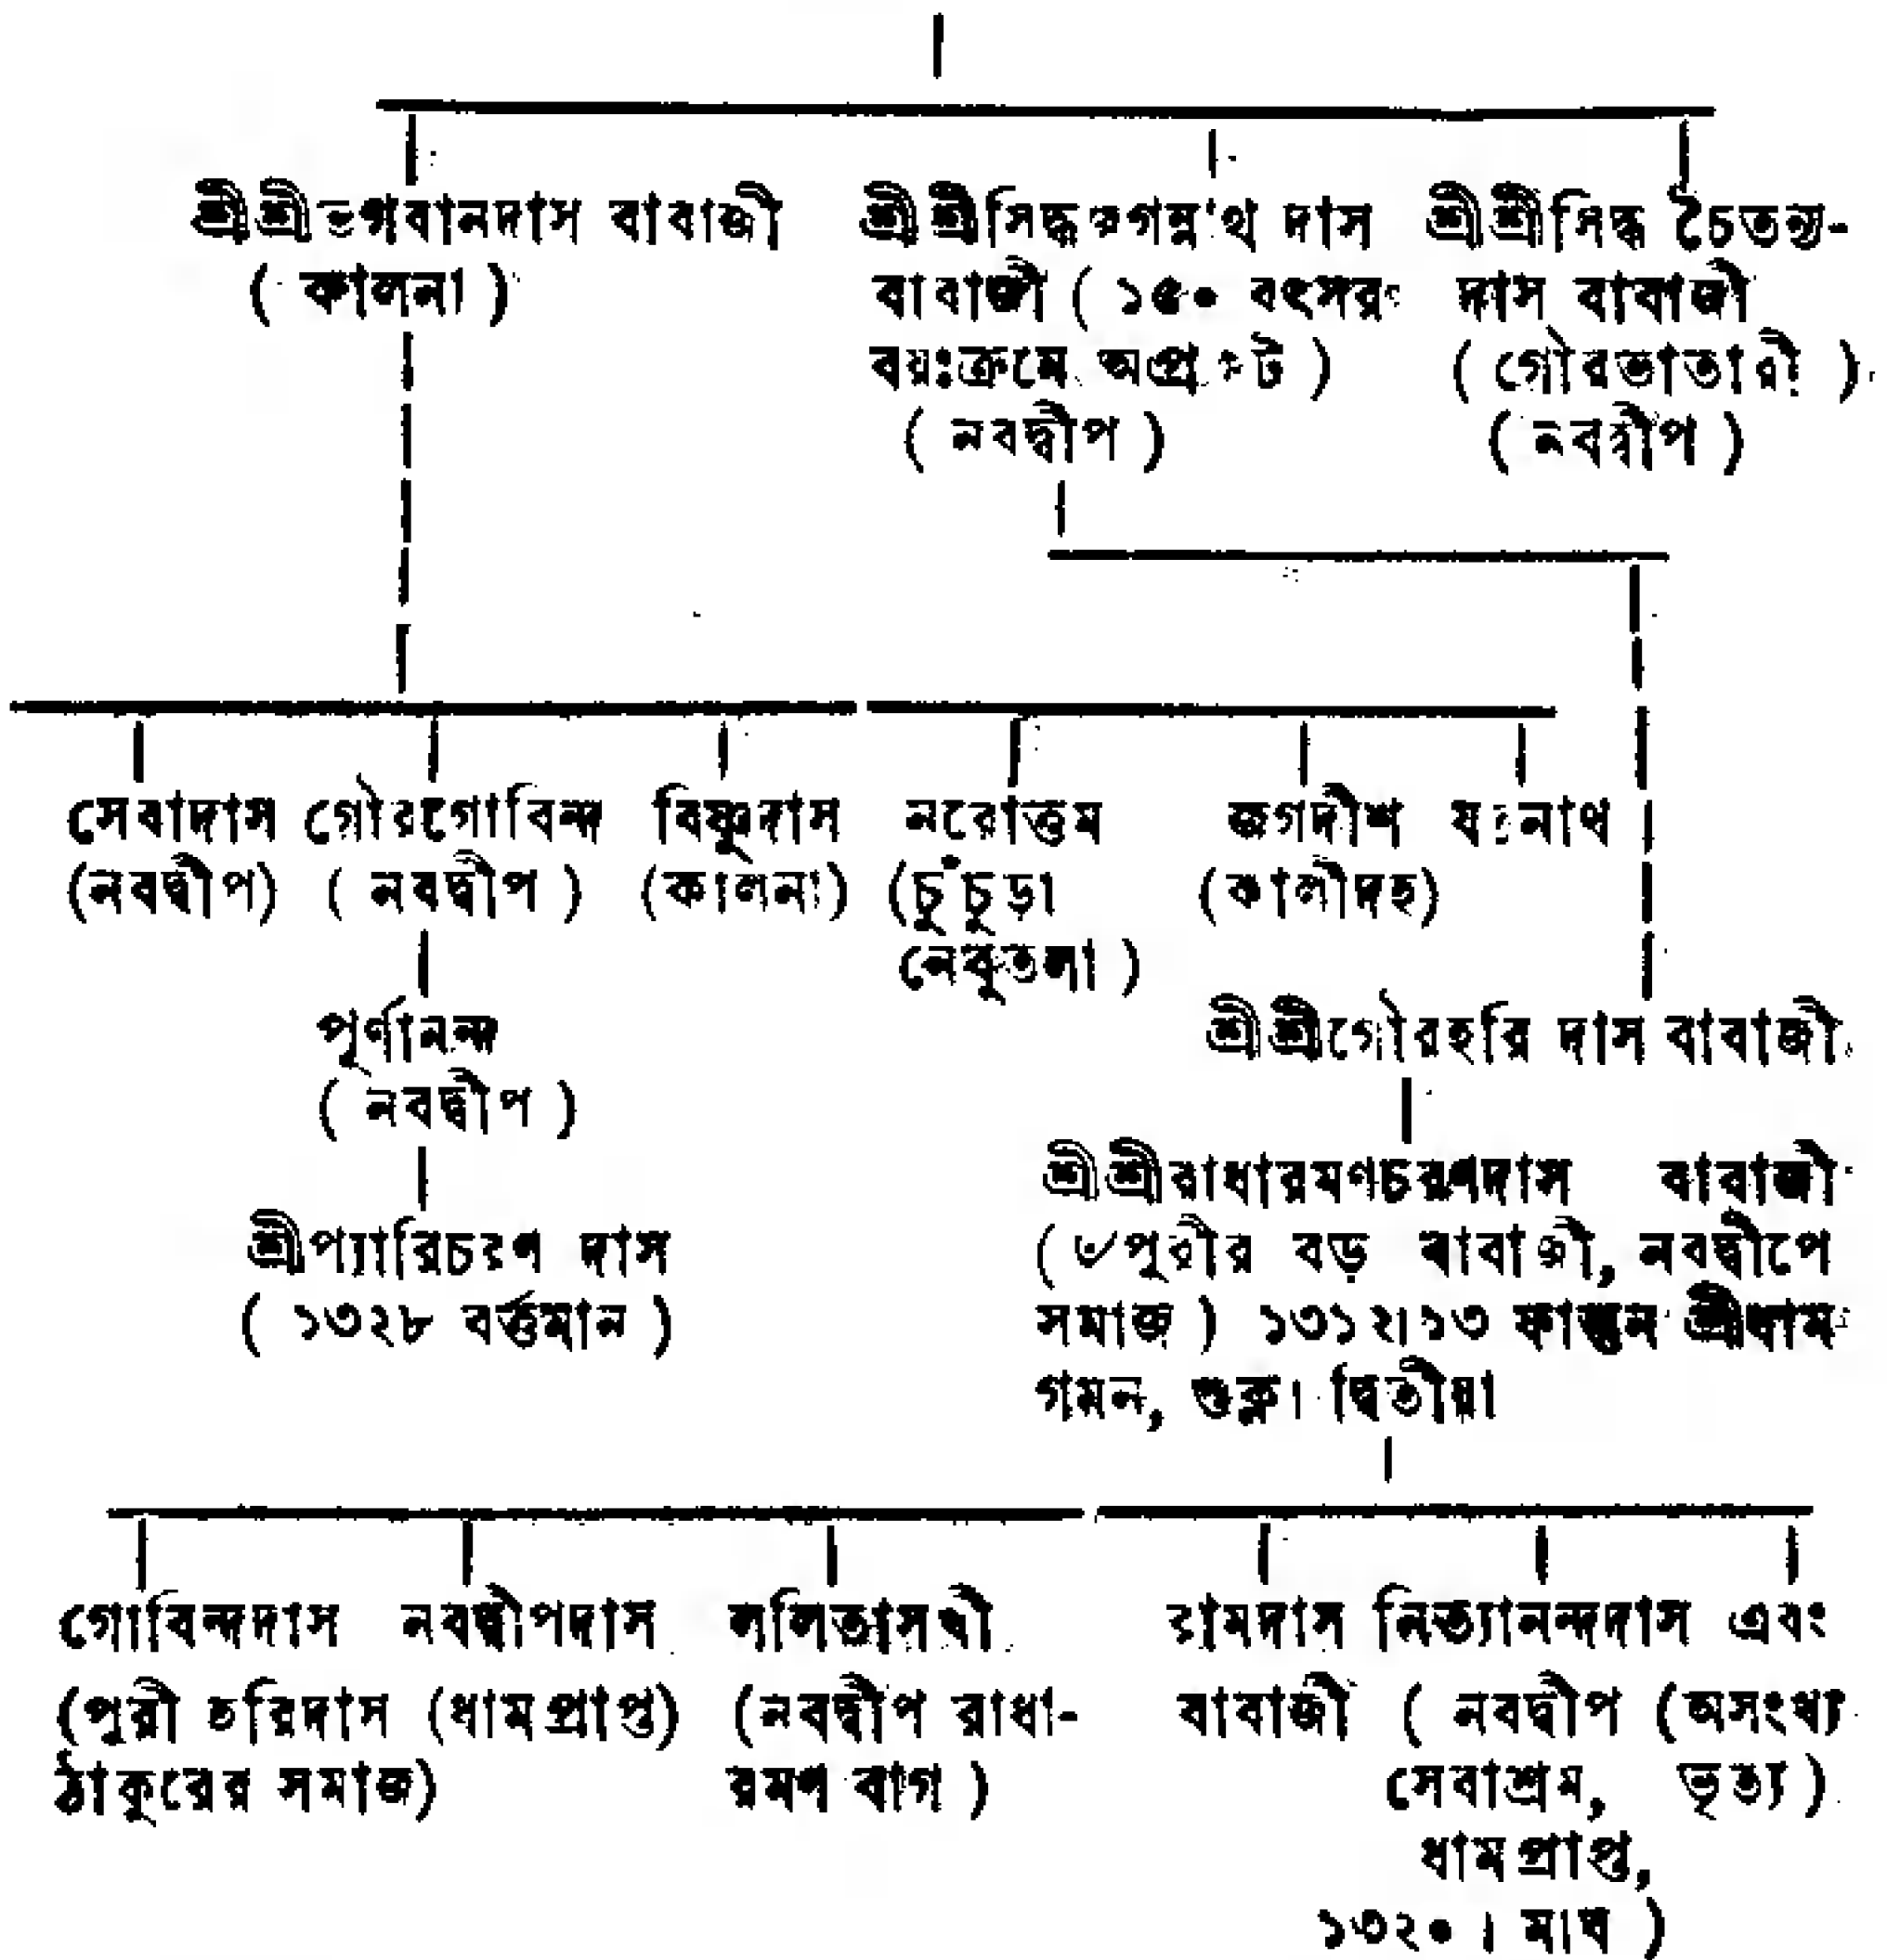 শ্রীশ্রীভগবানদাস বাবাজী
( কালনা )
শ্রীশ্রীসিদ্ধজগন্নাথ দাস
বাবাজী ( ১৫০ বৎসর
বয়ঃক্রমে অপ্রকট )
( নবদ্বীপ )
শ্রীশ্রীসিদ্ধ চৈতন্য-
দাস বাবাজী
( গৌরভাতারী )
( নবদ্বীপ )
সেবাদাস গৌরগোবিন্দ বিষ্ণুদাস নরোত্তম জগদীশ যদুনাথ
(নবদ্বীপ) ( নবদ্বীপ ) (কালনা) (চুঁচুড়া (কালীদহ)
নেবুতলা )
পূর্ণানন্দ
( নবদ্বীপ )
শ্রীপ্যারিচরণ দাস
( ১৩২৮ বর্ত্তমান )
শ্রীশ্রীগৌরহরি দাস বাবাজী
শ্রীশ্রীরাধারমণচরণদাস বাবাজী
( ৺পুরীর বড় বাবাজী, নবদ্বীপে
সমাজ ) ১৩১২।১৩ ফাল্গুন শ্রীধাম
গমন, শুক্লা দ্বিতীয়া
গোবিন্দদাস নবদ্বীপদাস ললিতাসখী রামদাস নিত্যানন্দদাস এবং
(পুরী হরিদাস (ধামপ্রাপ্ত) (নবদ্বীপ রাধা- বাবাজী ( নবদ্বীপ (অসংখ্য
ঠাকুরের সমাজ) রমণ বাগ ) সেবাশ্রম, ভৃত্য )
ধামপ্রাপ্ত,
১৩২০ । মাঘ )